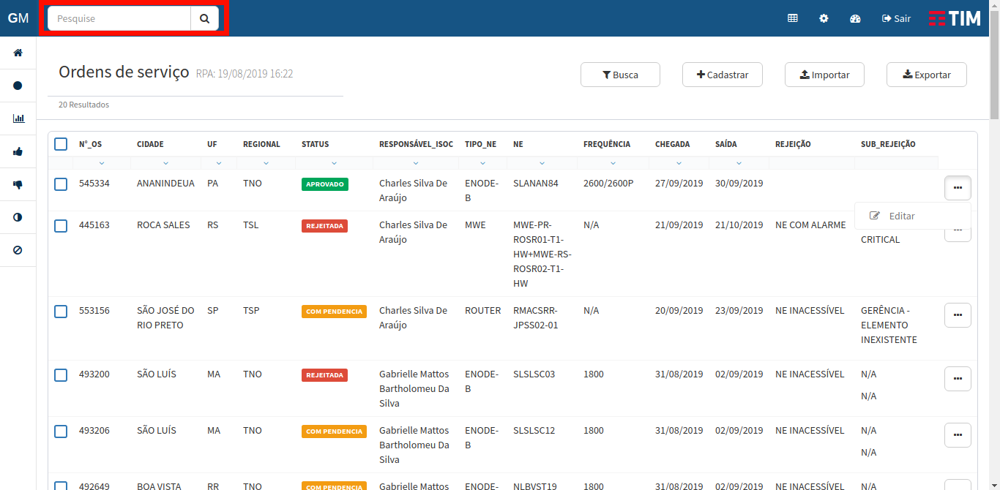 GM
Pesquise
Sair
TIM
Ordens de serviço RPA: 19/08/2019 16:22
Busca
Cadastrar
Importar
Exportar
20 Resultados
N°_OS CIDADE UF REGIONAL STATUS RESPONSÁVEL_ISOC TIPO_NE NE FREQUÊNCIA CHEGADA SAÍDA REJEIÇÃO SUB_REJEIÇÃO
545334 ANANINDEUA PA TNO APROVADO Charles Silva De ENODE- SLANAN84 2600/2600P 27/09/2019 30/09/2019
Araújo B
Editar
445163 ROCA SALES RS TSL REJEITADA Charles Silva De MWE MWE-PR- N/A 21/09/2019 21/10/2019 NE COM ALARME
Araújo ROSR01-T1- CRITICAL
HW+MWE-RS-
ROSR02-T1-
HW
553156 SÃO JOSÉ DO SP TSP COM PENDENCIA Charles Silva De ROUTER RMACSRR- N/A 20/09/2019 23/09/2019 NE INACESSÍVEL GERÊNCIA -
RIO PRETO Araújo JPSS02-01 ELEMENTO
INEXISTENTE
493200 SÃO LUÍS MA TNO REJEITADA Gabrielle Mattos ENODE- SLSLSC03 1800 31/08/2019 02/09/2019 NE INACESSÍVEL N/A
Bartholomeu Da B
N/A
Silva
493206 SÃO LUÍS MA TNO COM PENDENCIA Gabrielle Mattos ENODE- SLSLSC12 1800 31/08/2019 02/09/2019 NE INACESSÍVEL N/A
Bartholomeu Da B
N/A
Silva
492649 BOA VISTA RR TNO COM PENDENCIA Gabrielle Mattos ENODE- NLBVST19 1800 31/08/2019 02/09/2019 NE INACESSÍVEL N/A